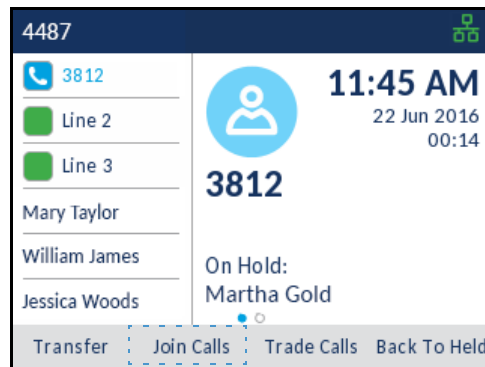 4487
3812
Line 2
Line 3
Mary Taylor
William James
Jessica Woods
11:45 AM
22 Jun 2016
00:14
3812
On Hold:
Martha Gold
Transfer Join Calls Trade Calls Back To Held